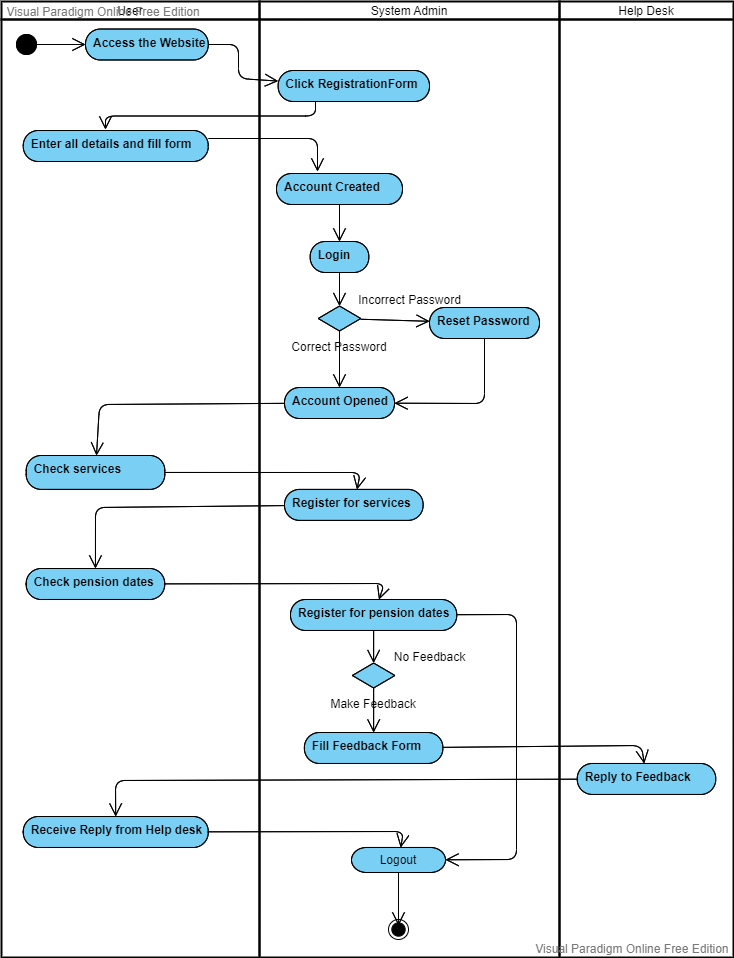 Visual Paradigm Online Free Edition
User
System Admin
Help Desk
Access the Website
Click RegistrationForm
Enter all details and fill form
Account Created
Login
Incorrect Password
Reset Password
Correct Password
Account Opened
Check services
Register for services
Check pension dates
Register for pension dates
No Feedback
Make Feedback
Fill Feedback Form
Reply to Feedback
Receive Reply from Help desk
Logout
Visual Paradigm Online Free Edition